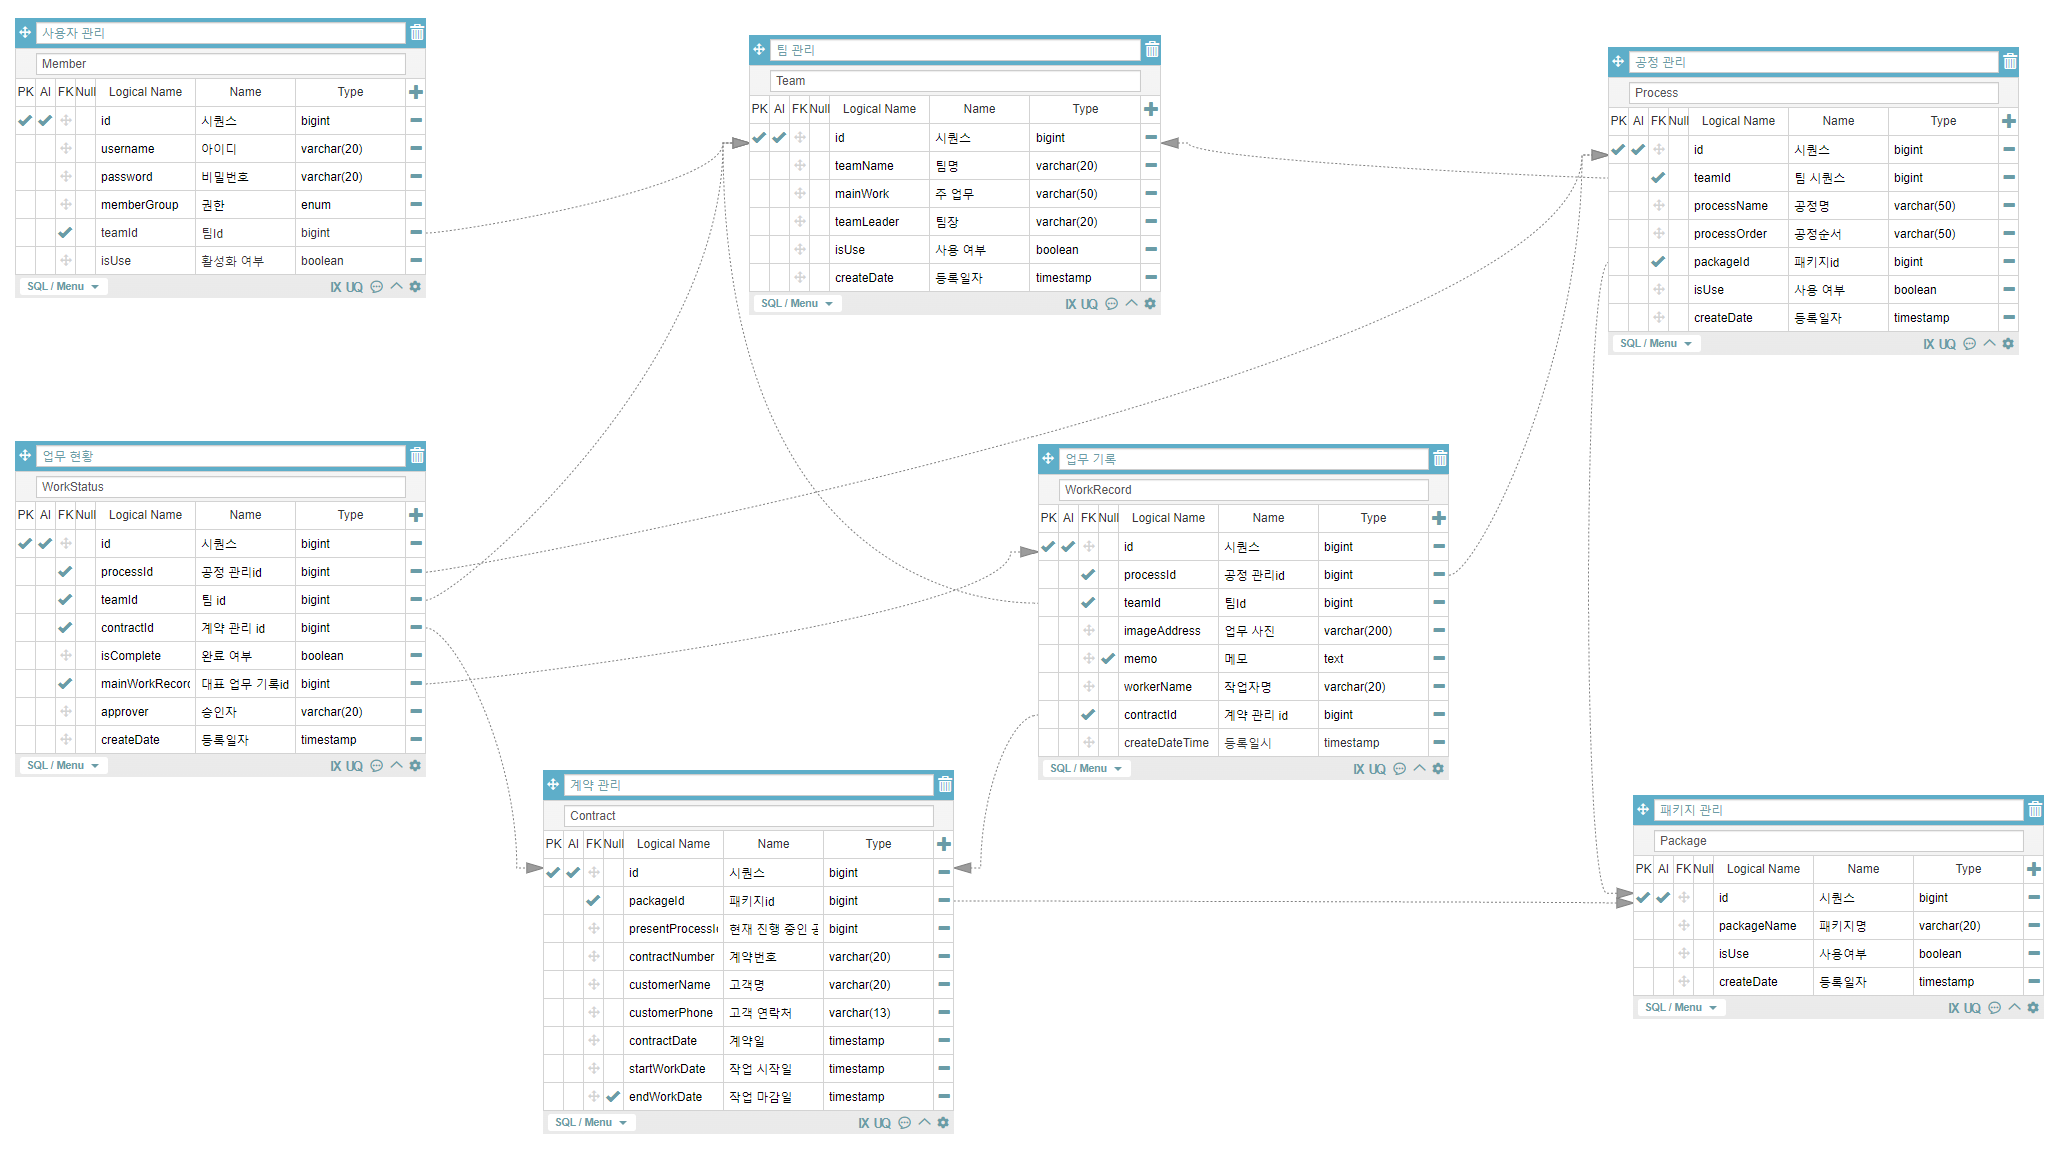 사용자 관리
Member
PK AI FK Null Logical Name Name Type
id 시퀀스 bigint
username 아이디 varchar(20)
password 비밀번호 varchar(20)
memberGroup 권한 enum
teamId 팀Id bigint
isUse 활성화 여부 boolean
SQL / Menu IX UQ
팀 관리
Team
PK AI FK Null Logical Name Name Type
id 시퀀스 bigint
teamName 팀명 varchar(20)
mainWork 주 업무 varchar(50)
teamLeader 팀장 varchar(20)
isUse 사용 여부 boolean
createDate 등록일자 timestamp
SQL / Menu IX UQ
공정 관리
Process
PK AI FK Null Logical Name Name Type
id 시퀀스 bigint
teamId 팀 시퀀스 bigint
processName 공정명 varchar(50)
processOrder 공정순서 varchar(50)
packageId 패키지id bigint
isUse 사용 여부 boolean
createDate 등록일자 timestamp
SQL / Menu IX UQ
업무 현황
WorkStatus
PK AI FK Null Logical Name Name Type
id 시퀀스 bigint
processId 공정 관리id bigint
teamId 팀 id bigint
contractId 계약 관리 id bigint
isComplete 완료 여부 boolean
mainWorkRecord 대표 업무 기록id bigint
approver 승인자 varchar(20)
createDate 등록일자 timestamp
SQL / Menu IX UQ
업무 기록
WorkRecord
PK AI FK Null Logical Name Name Type
id 시퀀스 bigint
processId 공정 관리id bigint
teamId 팀Id bigint
imageAddress 업무 사진 varchar(200)
memo 메모 text
workerName 작업자명 varchar(20)
contractId 계약 관리 id bigint
createDateTime 등록일시 timestamp
SQL / Menu IX UQ
계약 관리
Contract
PK AI FK Null Logical Name Name Type
id 시퀀스 bigint
packageId 패키지id bigint
presentProcessId 현재 진행 중인 공 bigint
contractNumber 계약번호 varchar(20)
customerName 고객명 varchar(20)
customerPhone 고객 연락처 varchar(13)
contractDate 계약일 timestamp
startWorkDate 작업 시작일 timestamp
endWorkDate 작업 마감일 timestamp
SQL / Menu IX UQ
패키지 관리
Package
PK AI FK Null Logical Name Name Type
id 시퀀스 bigint
packageName 패키지명 varchar(20)
isUse 사용여부 boolean
createDate 등록일자 timestamp
SQL / Menu IX UQ